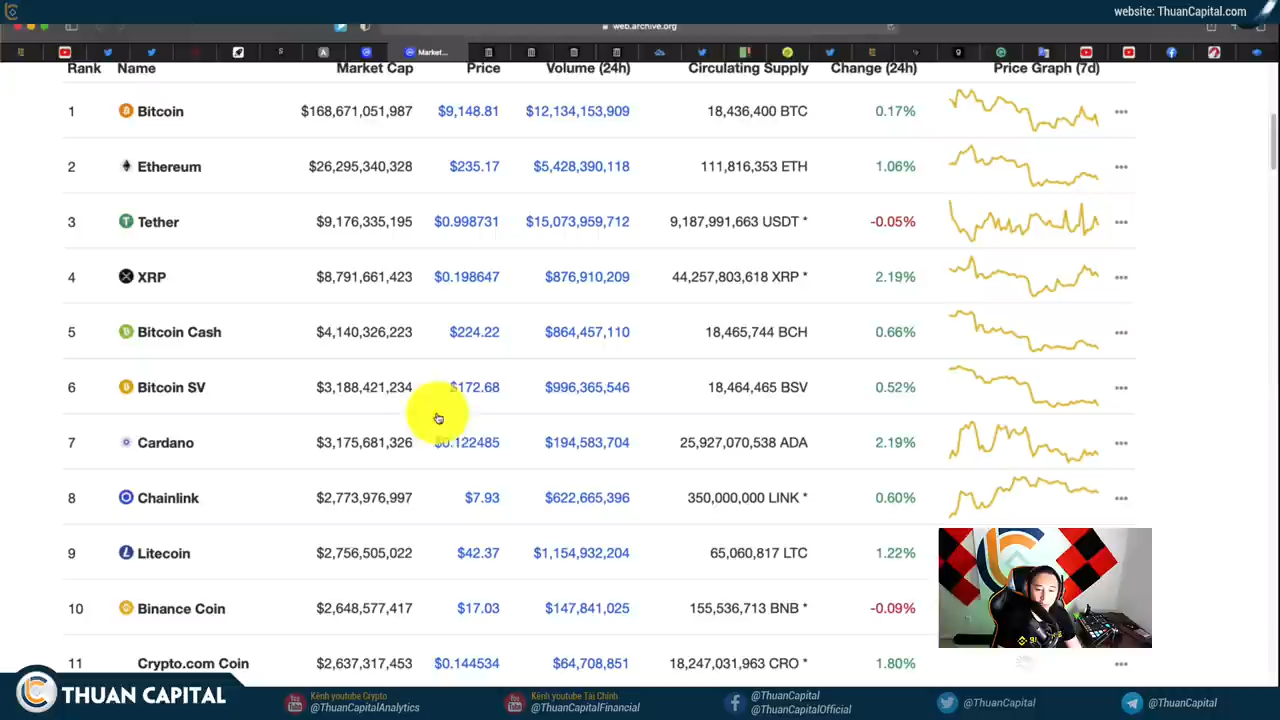 website: ThuanCapital.com
web.archive.org
Market...
Rank Name Market Cap Price Volume (24h) Circulating Supply Change (24h) Price Graph (7d)
1 Bitcoin $168,671,051,987 $9,148.81 $12,134,153,909 18,436,400 BTC 0.17%
2 Ethereum $26,295,340,328 $235.17 $5,428,390,118 111,816,353 ETH 1.06%
3 Tether $9,176,335,195 $0.998731 $15,073,959,712 9,187,991,663 USDT * -0.05%
4 XRP $8,791,661,423 $0.198647 $876,910,209 44,257,803,618 XRP * 2.19%
5 Bitcoin Cash $4,140,326,223 $224.22 $864,457,110 18,465,744 BCH 0.66%
6 Bitcoin SV $3,188,421,234 $172.68 $996,365,546 18,464,465 BSV 0.52%
7 Cardano $3,175,681,326 $0.122485 $194,583,704 25,927,070,538 ADA 2.19%
8 Chainlink $2,773,976,997 $7.93 $622,665,396 350,000,000 LINK * 0.60%
9 Litecoin $2,756,505,022 $42.37 $1,154,932,204 65,060,817 LTC 1.22%
10 Binance Coin $2,648,577,417 $17.03 $147,841,025 155,536,713 BNB * -0.09%
11 Crypto.com Coin $2,637,317,453 $0.144534 $64,708,851 18,247,031,963 CRO * 1.80%
THUAN CAPITAL
Kênh youtube Crypto
@ThuanCapitalAnalytics
Kênh youtube Tài Chính
@ThuanCapitalFinancial
@ThuanCapital
@ThuanCapitalOfficial
@ThuanCapital
@ThuanCapital